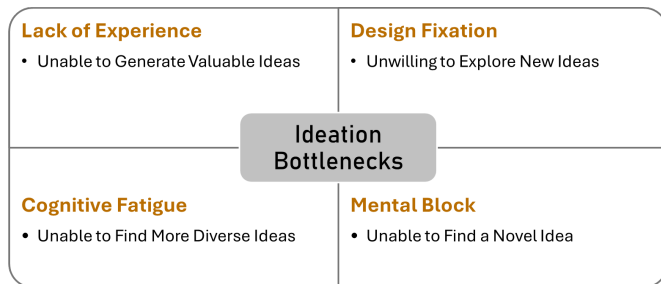 Lack of Experience
• Unable to Generate Valuable Ideas
Design Fixation
• Unwilling to Explore New Ideas
Ideation
Bottlenecks
Cognitive Fatigue
• Unable to Find More Diverse Ideas
Mental Block
• Unable to Find a Novel Idea